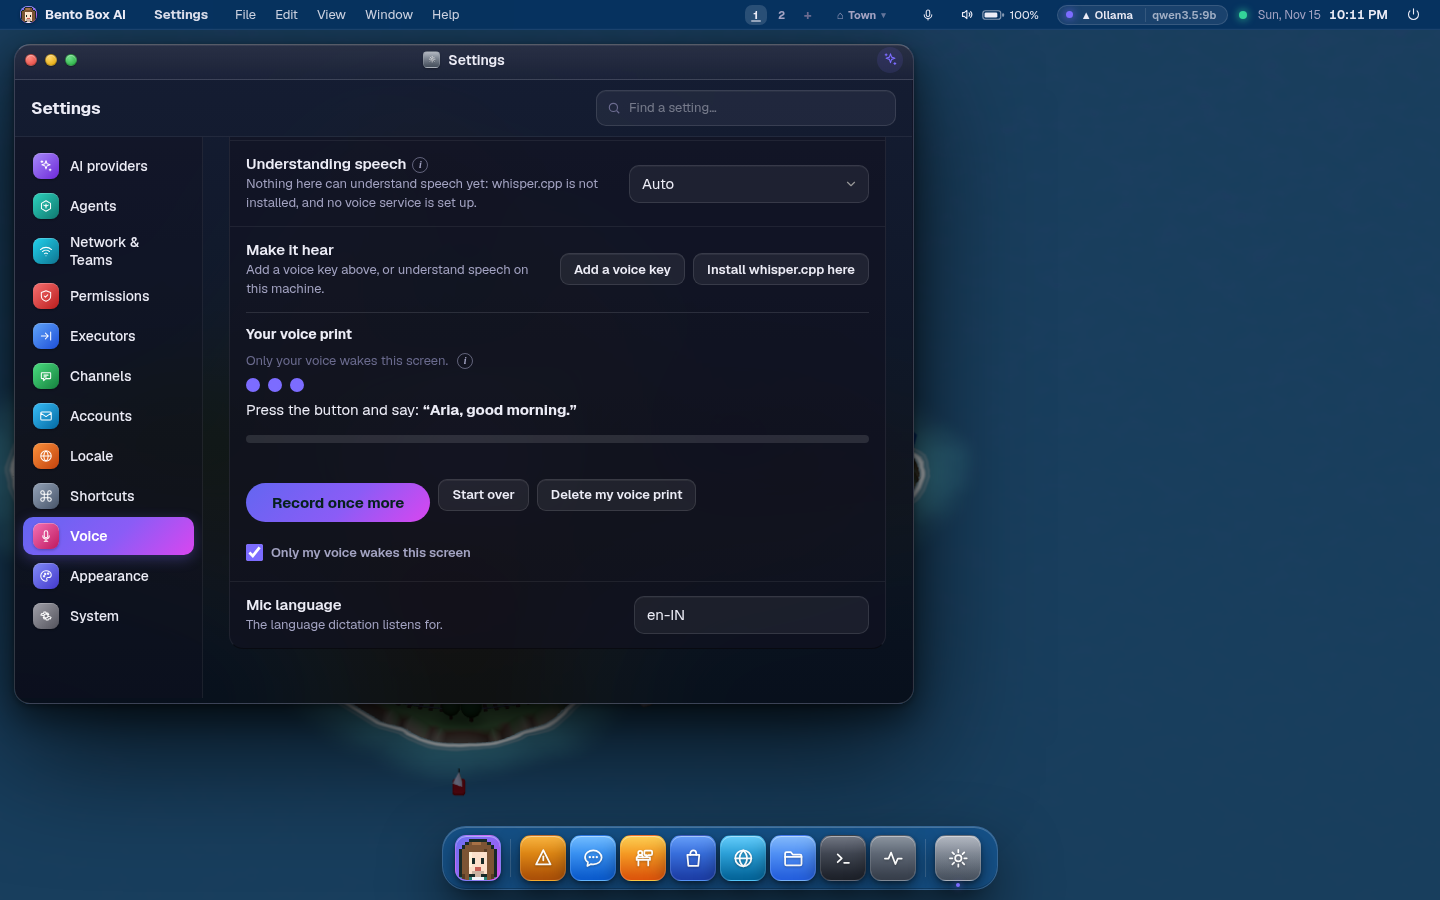 Bento Box AI Settings File Edit View Window Help 1 2 + Town 100% ▲ Ollama qwen3.5:9b Sun, Nov 15 10:11 PM
Settings
Settings
Find a setting...
AI providers
Agents
Network &
Teams
Permissions
Executors
Channels
Accounts
Locale
Shortcuts
Voice
Appearance
System
Understanding speech i
Nothing here can understand speech yet: whisper.cpp is not
installed, and no voice service is set up.
Auto
Make it hear
Add a voice key above, or understand speech on
this machine.
Add a voice key
Install whisper.cpp here
Your voice print
Only your voice wakes this screen. i
Press the button and say: “Aria, good morning.”
Record once more
Start over
Delete my voice print
Only my voice wakes this screen
Mic language
The language dictation listens for.
en-IN